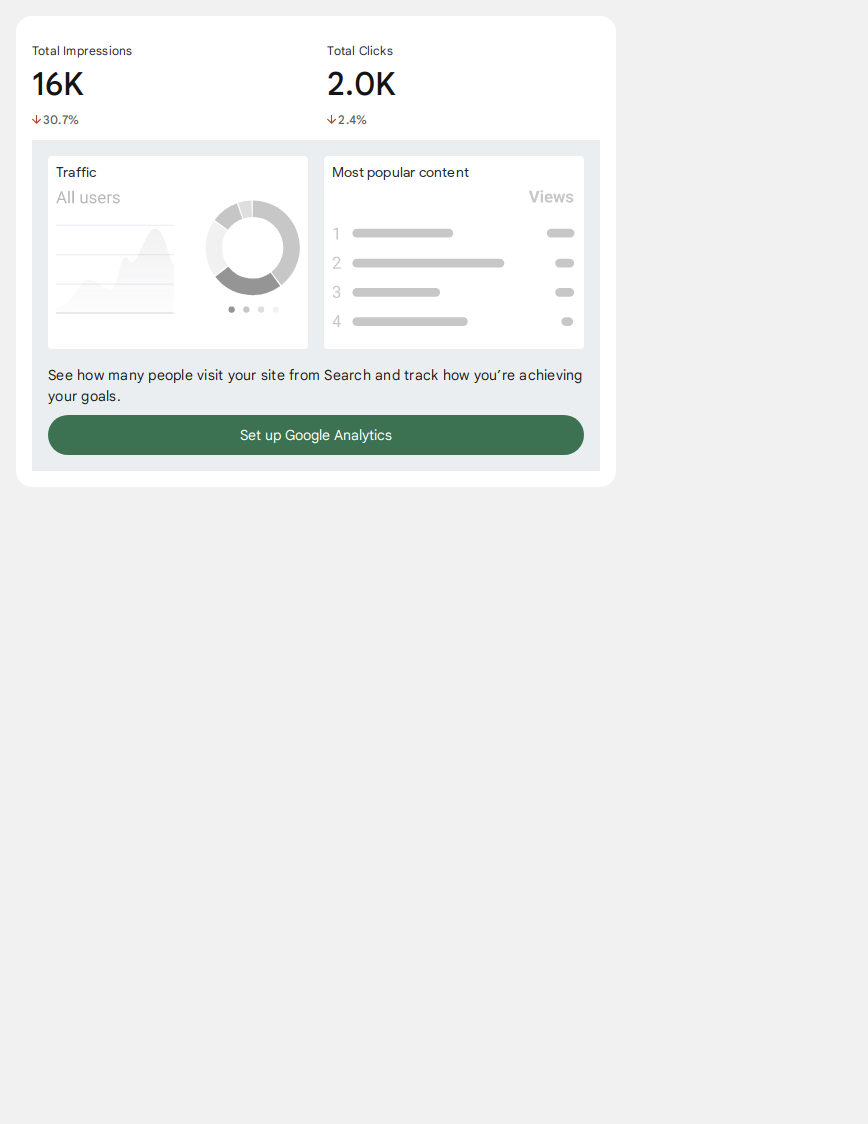 Total Impressions
16K
↓30.7%
Total Clicks
2.0K
↓2.4%
Traffic
All users
Most popular content
Views
1
2
3
4
See how many people visit your site from Search and track how you’re achieving
your goals.
Set up Google Analytics